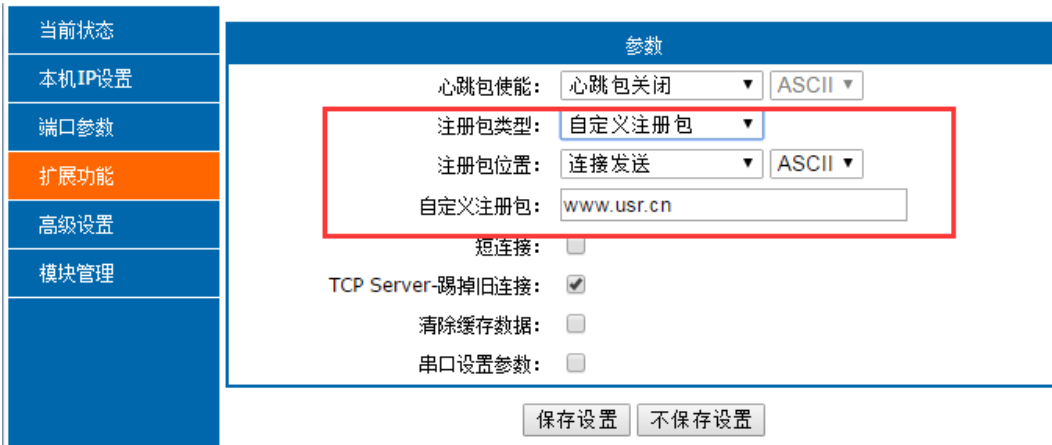 当前状态
本机IP设置
端口参数
扩展功能
高级设置
模块管理
参数
心跳包使能： 心跳包关闭 ASCII
注册包类型： 自定义注册包
注册包位置： 连接发送 ASCII
自定义注册包： www.usr.cn
短连接：
TCP Server-踢掉旧连接：
清除缓存数据：
串口设置参数：
保存设置 不保存设置